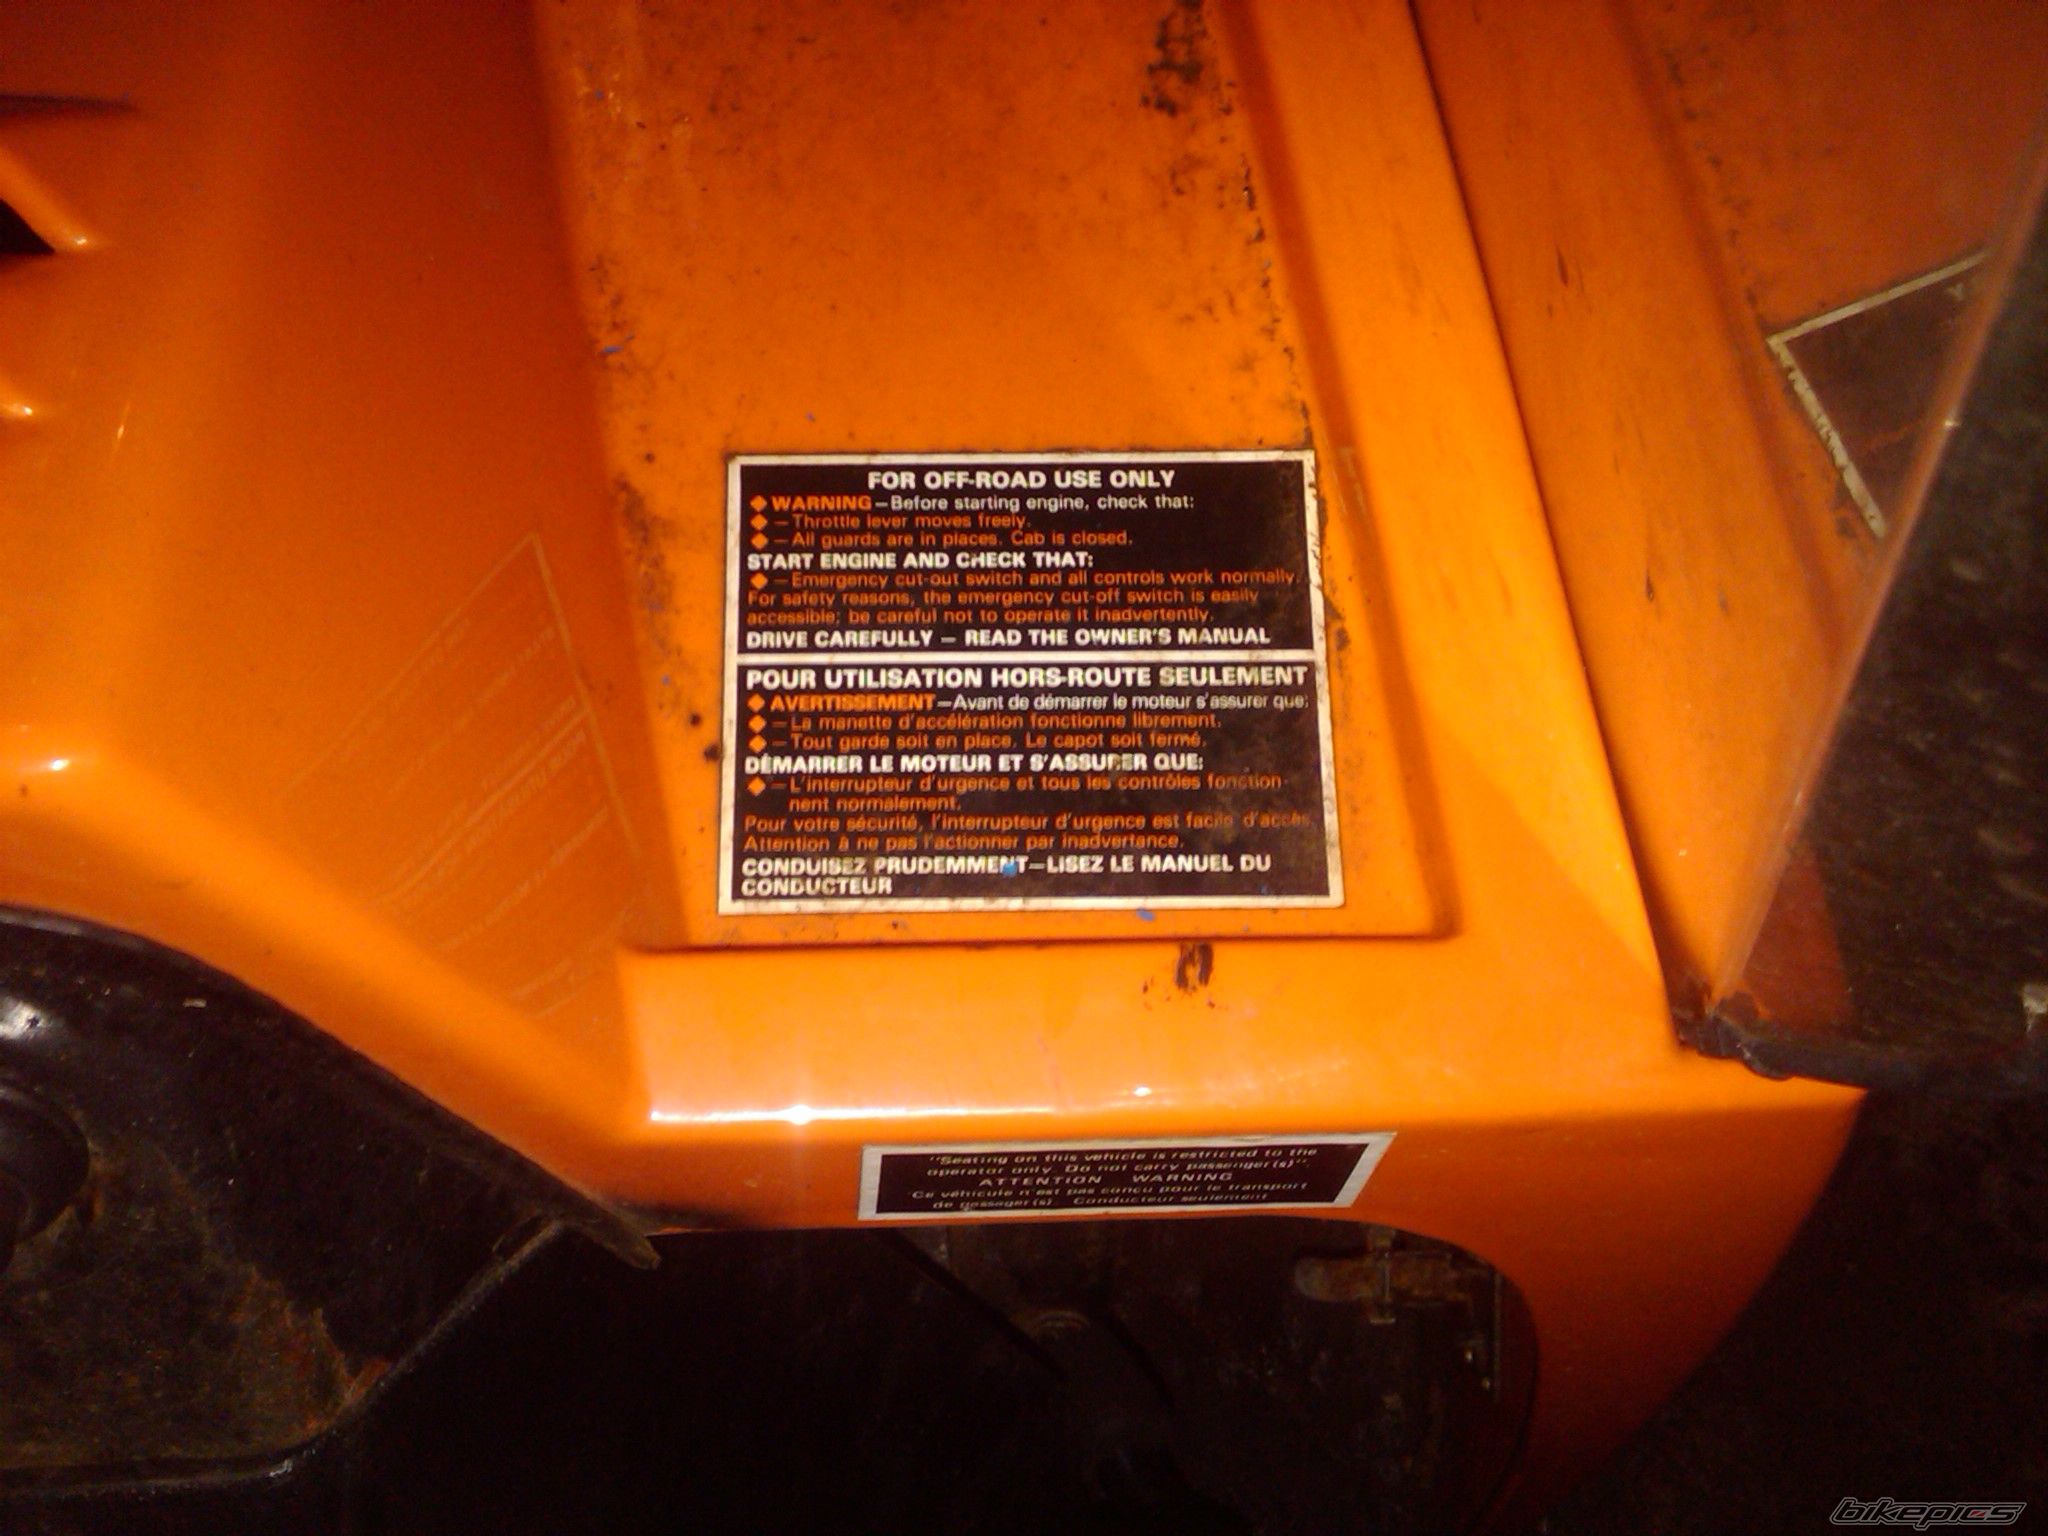 FOR OFF-ROAD USE ONLY
◆ WARNING – Before starting engine, check that:
◆ – Throttle lever moves freely.
◆ – All guards are in places. Cab is closed.
START ENGINE AND CHECK THAT:
◆ – Emergency cut-out switch and all controls work normally.
For safety reasons, the emergency cut-off switch is easily
accessible; be careful not to operate it inadvertently.
DRIVE CAREFULLY – READ THE OWNER'S MANUAL
POUR UTILISATION HORS-ROUTE SEULEMENT
◆ AVERTISSEMENT – Avant de démarrer le moteur s'assurer que:
◆ – La manette d'accélération fonctionne librement.
◆ – Tout garde soit en place. Le capot soit fermé.
DÉMARRER LE MOTEUR ET S'ASSURER QUE:
◆ – L'interrupteur d'urgence et tous les contrôles fonction-
nent normalement.
Pour votre sécurité, l'interrupteur d'urgence est facile d'accès.
Attention à ne pas l'actionner par inadvertance.
CONDUISEZ PRUDEMMENT – LISEZ LE MANUEL DU
CONDUCTEUR
"Seating on this vehicle is restricted to the
operator only. Do not carry passenger(s)".
ATTENTION WARNING
Ce véhicule n'est pas concu pour le transport
de passager(s). Conducteur seulement
bikepics